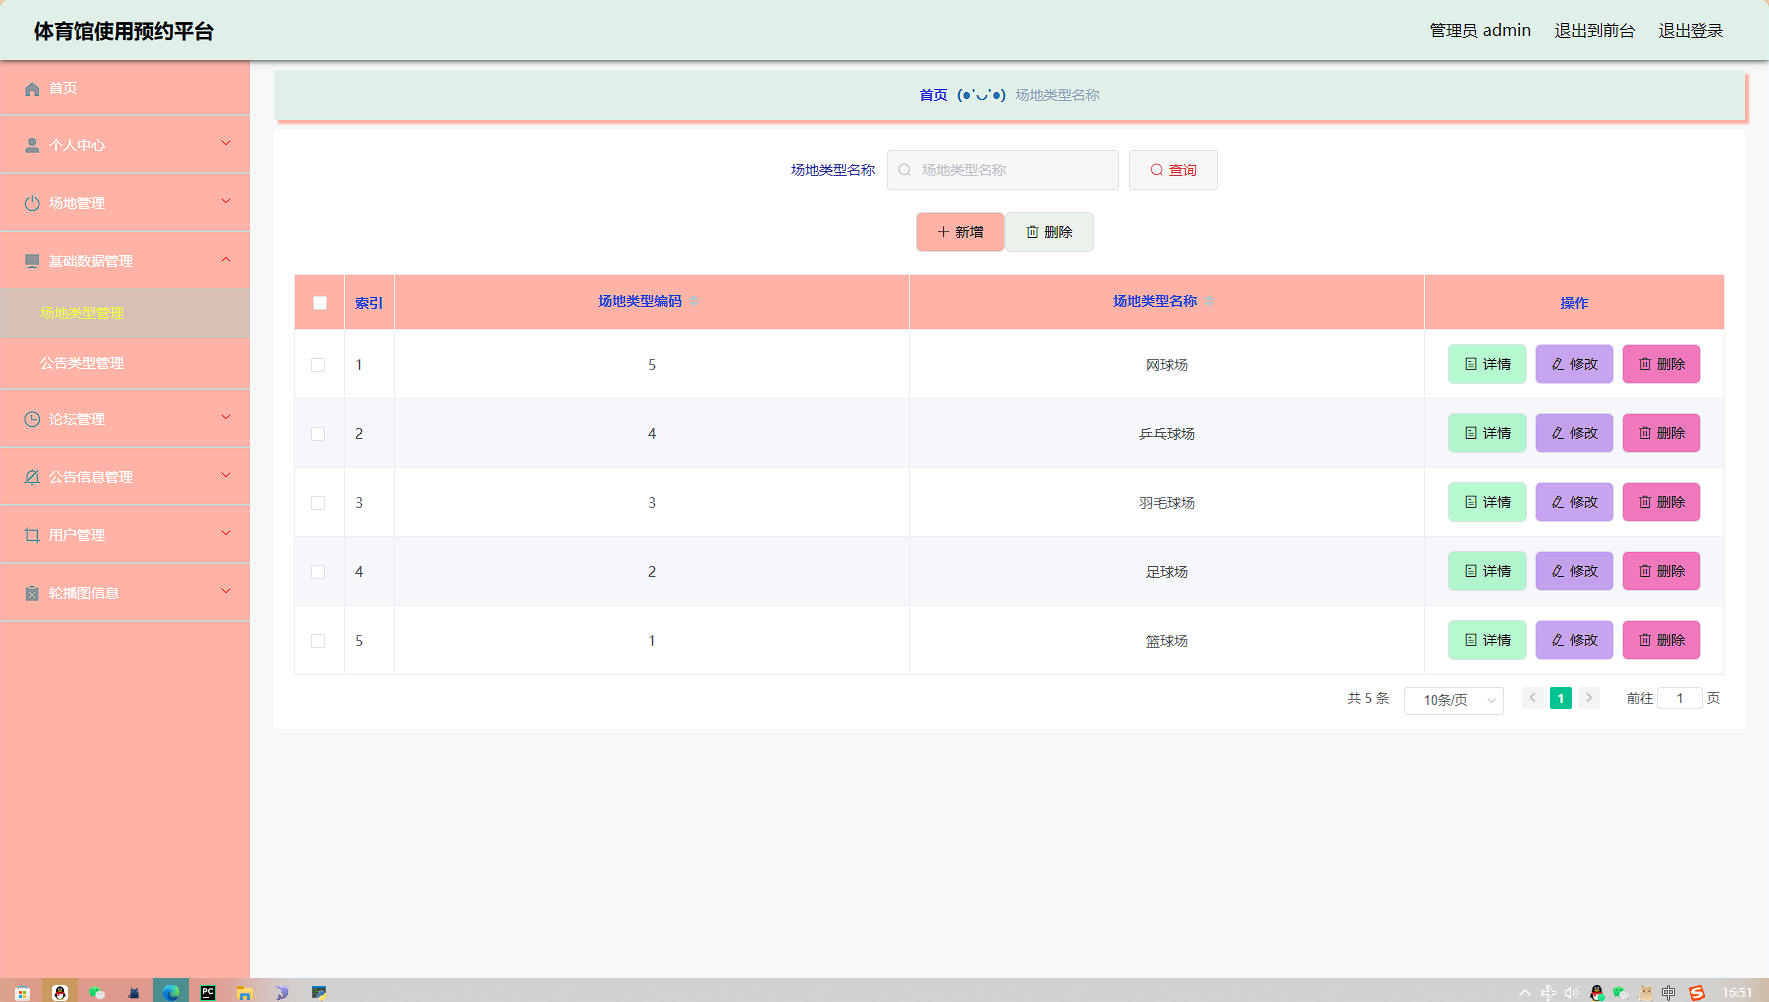 体育馆使用预约平台
管理员 admin 退出到前台 退出登录
首页
个人中心
场地管理
基础数据管理
场地类型管理
公告类型管理
论坛管理
公告信息管理
用户管理
轮播图信息
首页 (●'◡'●) 场地类型名称
场地类型名称 场地类型名称 查询
新增 删除
索引 场地类型编码 场地类型名称 操作
1 5 网球场 详情 修改 删除
2 4 乒乓球场 详情 修改 删除
3 3 羽毛球场 详情 修改 删除
4 2 足球场 详情 修改 删除
5 1 篮球场 详情 修改 删除
共 5 条 10条/页 1 前往 1 页
PC 中 16:51